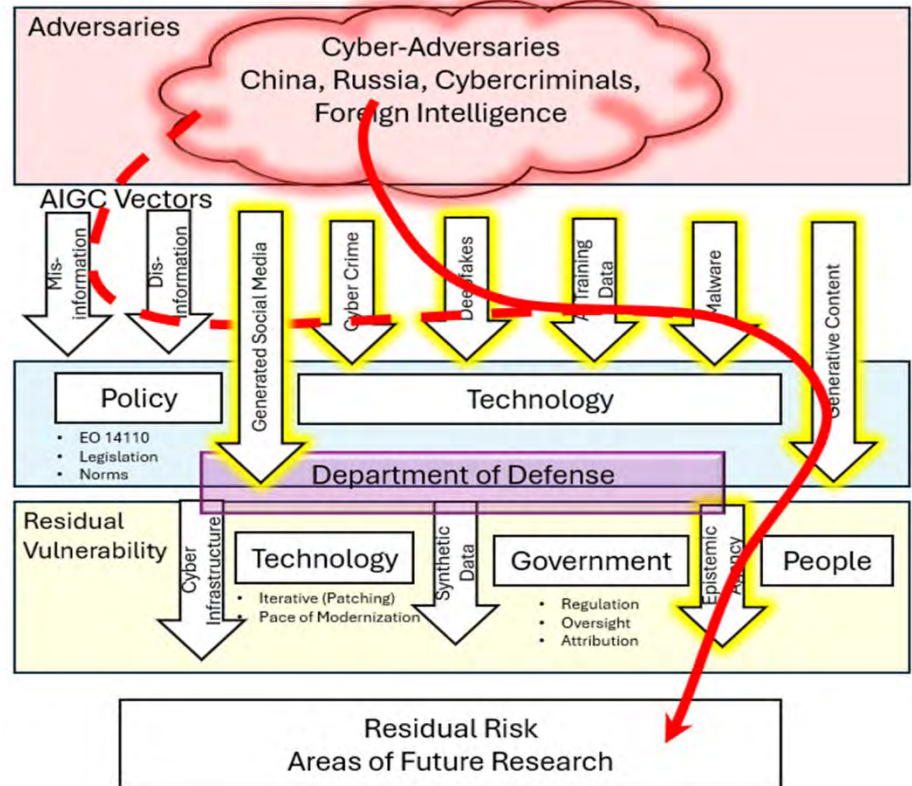 Adversaries
Cyber-Adversaries
China, Russia, Cybercriminals,
Foreign Intelligence
AIGC Vectors
Mis-
information
Dis-
information
Generated Social Media
Cyber Crime
Deepfakes
Training
Data
Malware
Generative Content
Policy
• EO 14110
• Legislation
• Norms
Technology
Department of Defense
Residual
Vulnerability
Cyber
Infrastructure
Technology
• Iterative (Patching)
• Pace of Modernization
Synthetic
Data
Government
• Regulation
• Oversight
• Attribution
Epistemic
Agency
People
Residual Risk
Areas of Future Research